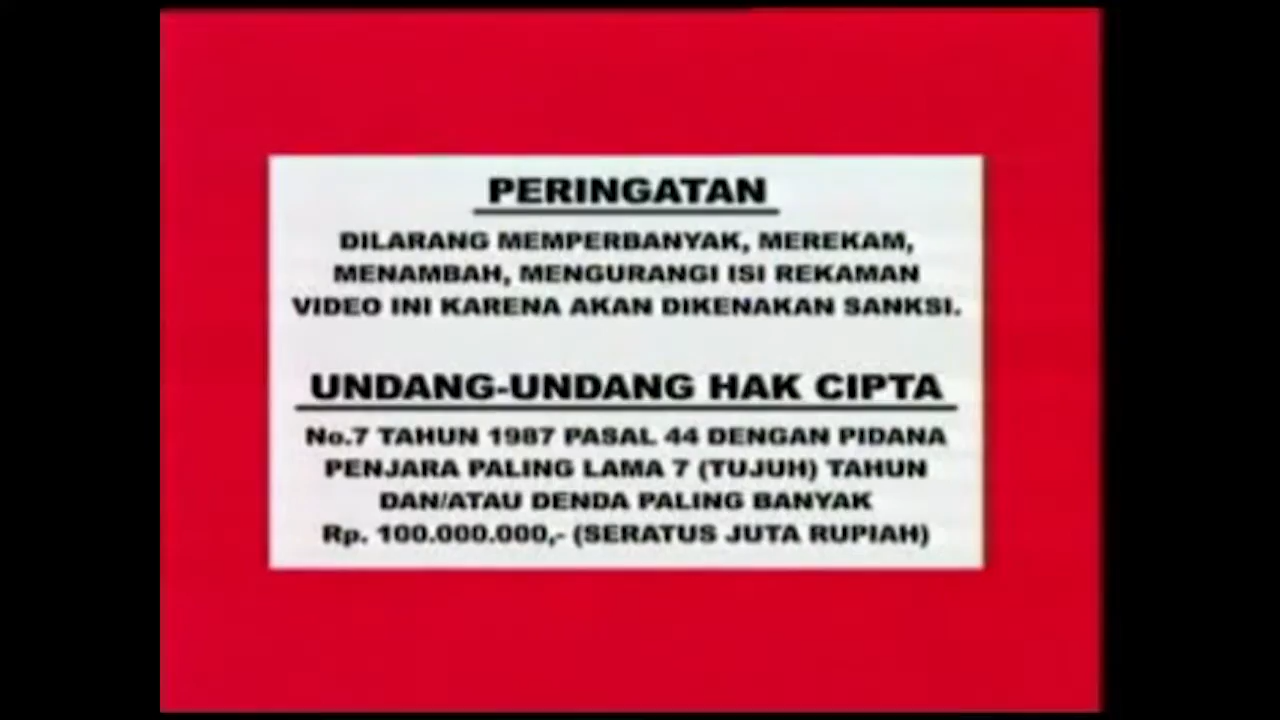 PERINGATAN
DILARANG MEMPERBANYAK, MEREKAM,
MENAMBAH, MENGURANGI ISI REKAMAN
VIDEO INI KARENA AKAN DIKENAKAN SANKSI.
UNDANG-UNDANG HAK CIPTA
No.7 TAHUN 1987 PASAL 44 DENGAN PIDANA
PENJARA PALING LAMA 7 (TUJUH) TAHUN
DAN/ATAU DENDA PALING BANYAK
Rp. 100.000.000,- (SERATUS JUTA RUPIAH)